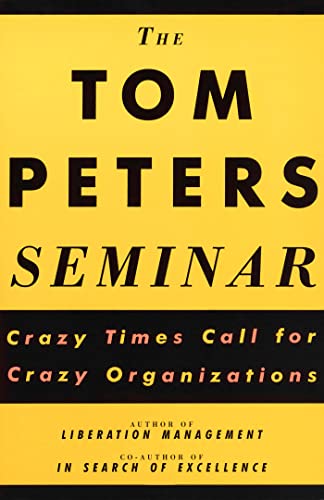 THE
TOM
PETERS
SEMINAR
Crazy Times Call for
Crazy Organizations
AUTHOR OF
LIBERATION MANAGEMENT
CO-AUTHOR OF
IN SEARCH OF EXCELLENCE